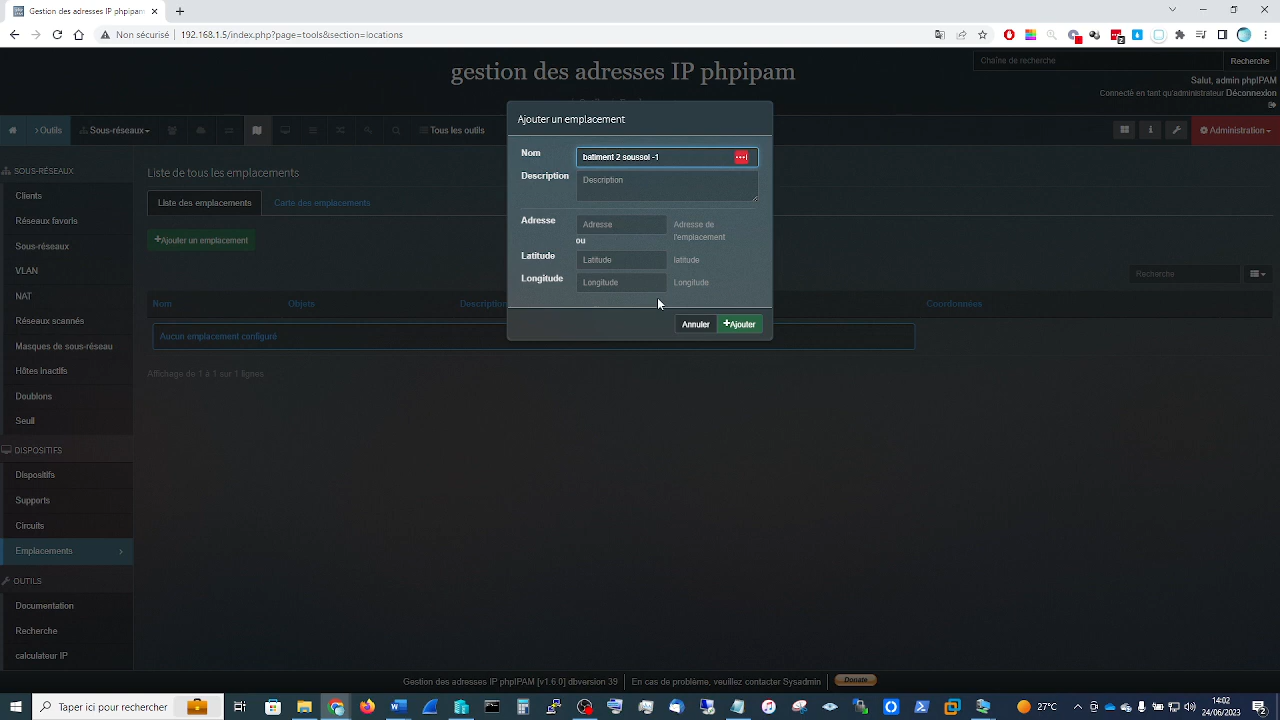 Gestion des adresses IP phpipam
Non sécurisé
192.168.1.5/index.php?page=tools&section=locations
gestion des adresses IP phpipam
Chaîne de recherche
Recherche
Salut, admin phpIPAM
Connecté en tant qu'administrateur Déconnexion
Outils
Sous-réseaux
Tous les outils
Administration
SOUS-RÉSEAUX
Clients
Réseaux favoris
Sous-réseaux
VLAN
NAT
Réseaux scannés
Masques de sous-réseau
Hôtes inactifs
Doublons
Seuil
DISPOSITIFS
Dispositifs
Supports
Circuits
Emplacements
OUTILS
Documentation
Recherche
calculateur IP
Liste de tous les emplacements
Liste des emplacements
Carte des emplacements
+Ajouter un emplacement
Recherche
Nom
Objets
Description
Coordonnées
Aucun emplacement configuré
Affichage de 1 à 1 sur 1 lignes
Ajouter un emplacement
Nom
batiment 2 soussol -1
Description
Description
Adresse
Adresse
Adresse de
l'emplacement
ou
Latitude
Latitude
latitude
Longitude
Longitude
Longitude
Annuler
+Ajouter
Gestion des adresses IP phpIPAM [v1.6.0] dbversion 39
En cas de problème, veuillez contacter Sysadmin
Donate
Taper ici pour rechercher
27°C
14:02
24/06/2023